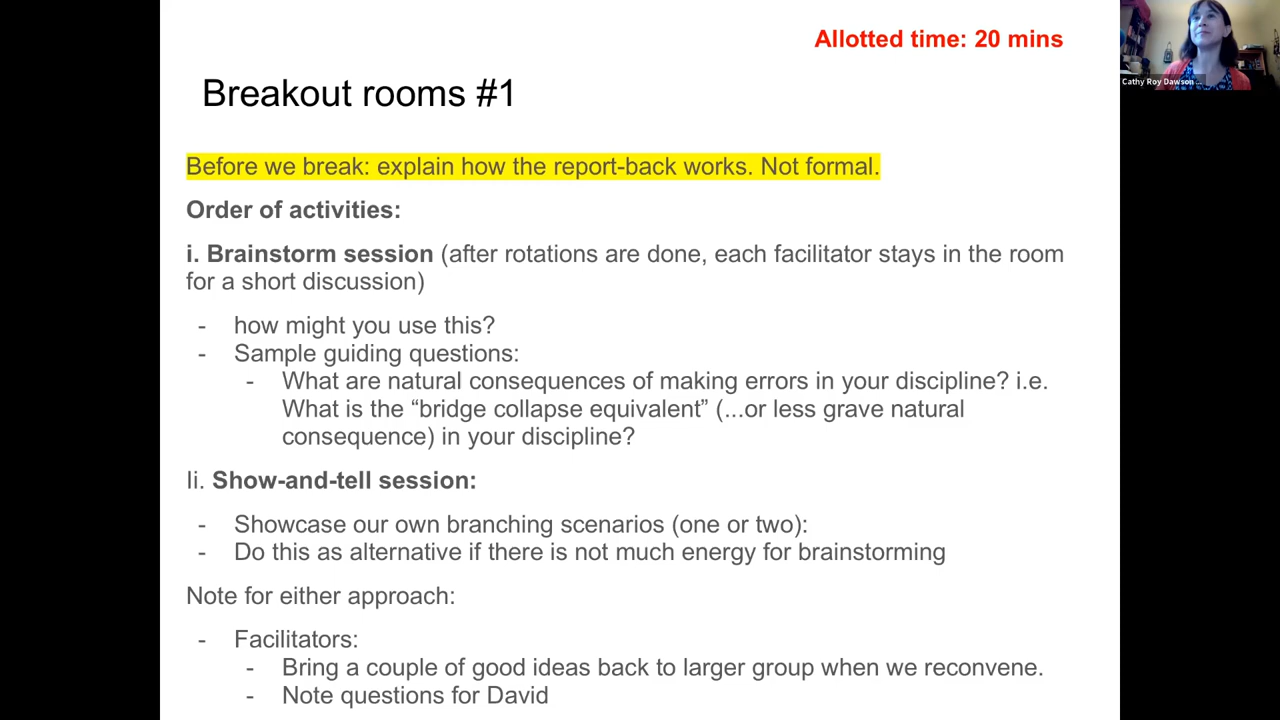 Allotted time: 20 mins
Cathy Roy Dawson
Breakout rooms #1
Before we break: explain how the report-back works. Not formal.
Order of activities:
i. Brainstorm session (after rotations are done, each facilitator stays in the room
for a short discussion)
- how might you use this?
- Sample guiding questions:
- What are natural consequences of making errors in your discipline? i.e.
What is the “bridge collapse equivalent” (...or less grave natural
consequence) in your discipline?
Ii. Show-and-tell session:
- Showcase our own branching scenarios (one or two):
- Do this as alternative if there is not much energy for brainstorming
Note for either approach:
- Facilitators:
- Bring a couple of good ideas back to larger group when we reconvene.
- Note questions for David